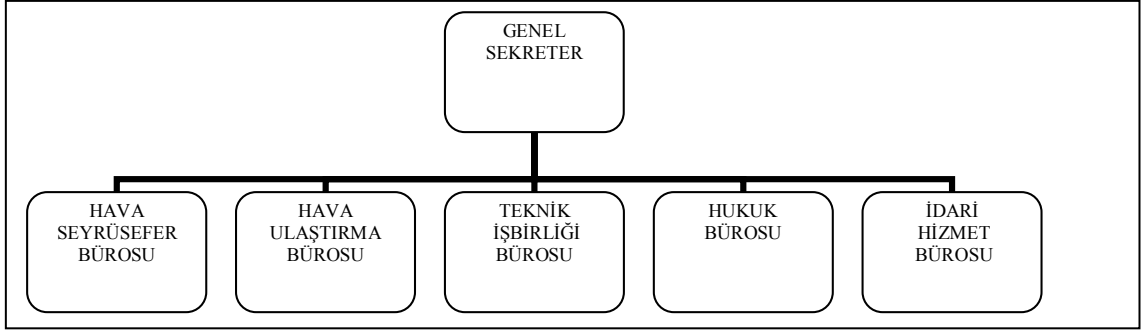 GENEL
SEKRETER
HAVA
SEYRÜSEFER
BÜROSU
HAVA
ULAŞTIRMA
BÜROSU
TEKNİK
İŞBİRLİĞİ
BÜROSU
HUKUK
BÜROSU
İDARİ
HİZMET
BÜROSU